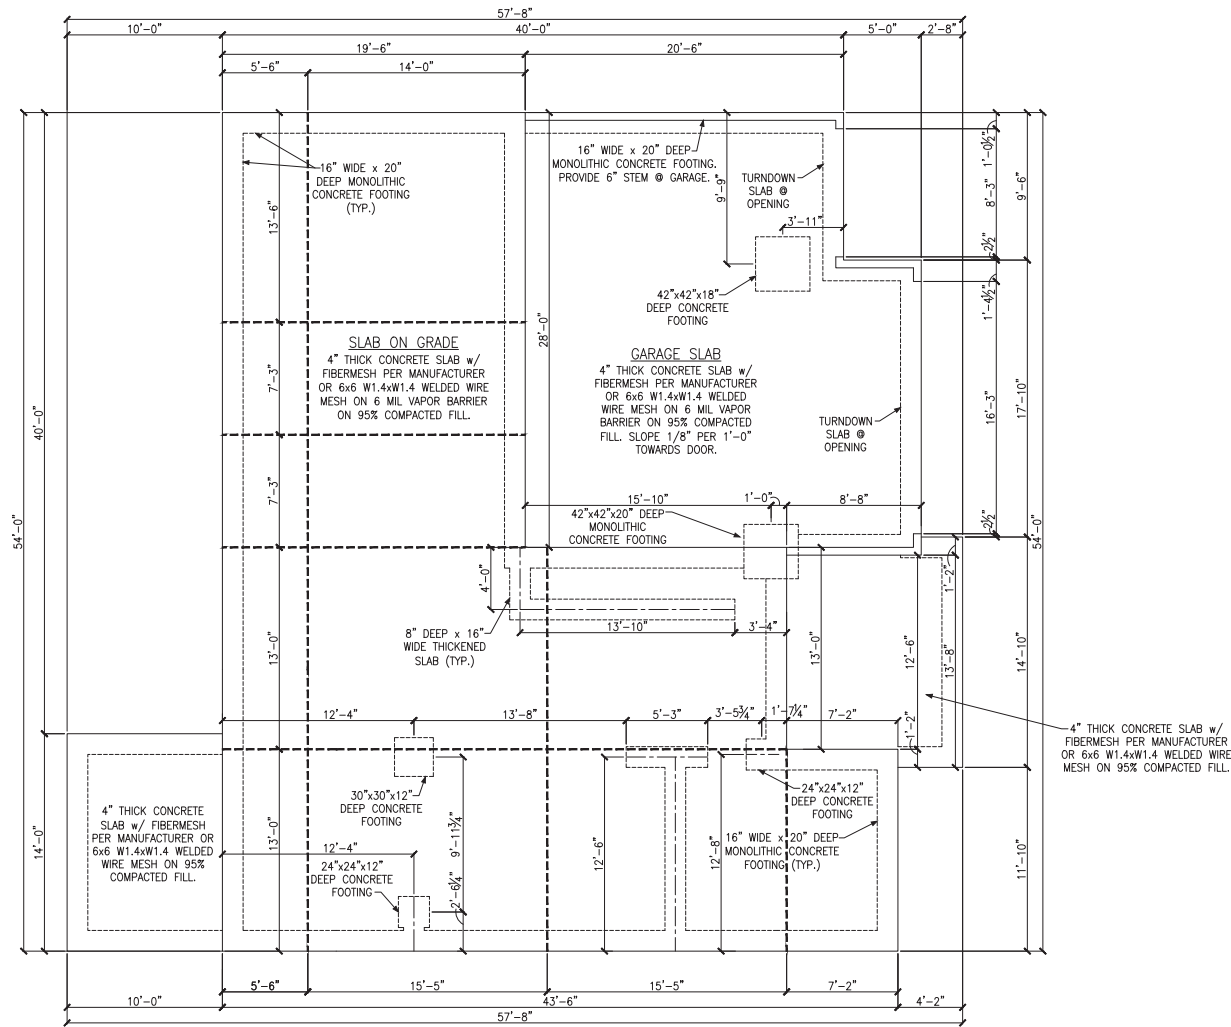 57'-8"
10'-0"
40'-0"
5'-0"
2'-8"
19'-6"
20'-6"
5'-6"
14'-0"
16" WIDE x 20"
DEEP MONOLITHIC
CONCRETE FOOTING
(TYP.)
16" WIDE x 20" DEEP
MONOLITHIC CONCRETE FOOTING.
PROVIDE 6" STEM @ GARAGE.
TURNDOWN
SLAB @
OPENING
9'-9"
3'-11"
1'-0½"
8'-3"
9'-6"
2½"
1'-4½"
13'-6"
42"x42"x18"
DEEP CONCRETE
FOOTING
28'-0"
SLAB ON GRADE
4" THICK CONCRETE SLAB w/
FIBERMESH PER MANUFACTURER
OR 6x6 W1.4xW1.4 WELDED WIRE
MESH ON 6 MIL VAPOR BARRIER
ON 95% COMPACTED FILL.
GARAGE SLAB
4" THICK CONCRETE SLAB w/
FIBERMESH PER MANUFACTURER
OR 6x6 W1.4xW1.4 WELDED
WIRE MESH ON 6 MIL VAPOR
BARRIER ON 95% COMPACTED
FILL. SLOPE 1/8" PER 1'-0"
TOWARDS DOOR.
7'-3"
40'-0"
TURNDOWN
SLAB @
OPENING
16'-3"
17'-10"
7'-3"
15'-10"
1'-0"
8'-8"
42"x42"x20" DEEP
MONOLITHIC
CONCRETE FOOTING
2½"
54'-0"
54'-0"
4'-0"
1'-2"
13'-10"
3'-4"
8" DEEP x 16"
WIDE THICKENED
SLAB (TYP.)
13'-0"
13'-0"
12'-6"
13'-8"
14'-10"
12'-4"
13'-8"
5'-3"
3'-5¾"
1'-7¼"
7'-2"
1'-2"
4" THICK CONCRETE SLAB w/
FIBERMESH PER MANUFACTURER
OR 6x6 W1.4xW1.4 WELDED WIRE
MESH ON 95% COMPACTED FILL.
30"x30"x12"
DEEP CONCRETE
FOOTING
24"x24"x12"
DEEP CONCRETE
FOOTING
4" THICK CONCRETE
SLAB w/ FIBERMESH
PER MANUFACTURER OR
6x6 W1.4xW1.4 WELDED
WIRE MESH ON 95%
COMPACTED FILL.
14'-0"
13'-0"
12'-4"
9'-11¾"
12'-6"
12'-8"
16" WIDE x 20" DEEP
MONOLITHIC CONCRETE
FOOTING (TYP.)
24"x24"x12"
DEEP CONCRETE
FOOTING
2'-6¼"
11'-10"
5'-6"
15'-5"
15'-5"
7'-2"
10'-0"
43'-6"
4'-2"
57'-8"